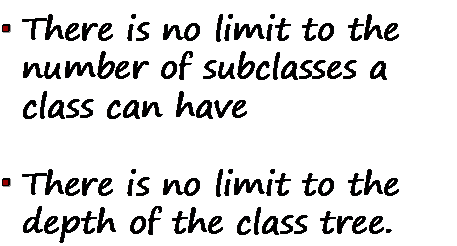 ▪ There is no limit to the
number of subclasses a
class can have
▪ There is no limit to the
depth of the class tree.